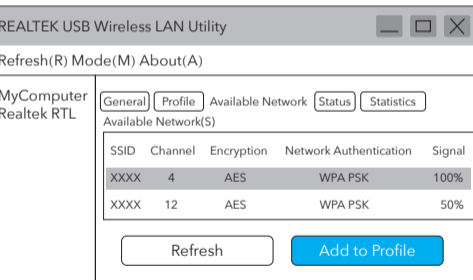 REALTEK USB Wireless LAN Utility
Refresh(R) Mode(M) About(A)
MyComputer
Realtek RTL
General Profile Available Network Status Statistics
Available Network(S)
SSID Channel Encryption Network Authentication Signal
XXXX 4 AES WPA PSK 100%
XXXX 12 AES WPA PSK 50%
Refresh Add to Profile